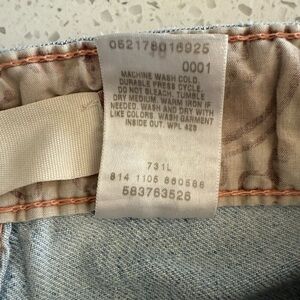 052178016925
0001
MACHINE WASH COLD.
DURABLE PRESS CYCLE.
DO NOT BLEACH. TUMBLE
DRY MEDIUM. WARM IRON IF
NEEDED. WASH AND DRY WITH
LIKE COLORS. WASH GARMENT
INSIDE OUT. WPL 423
731L
814 1105 860586
583763526